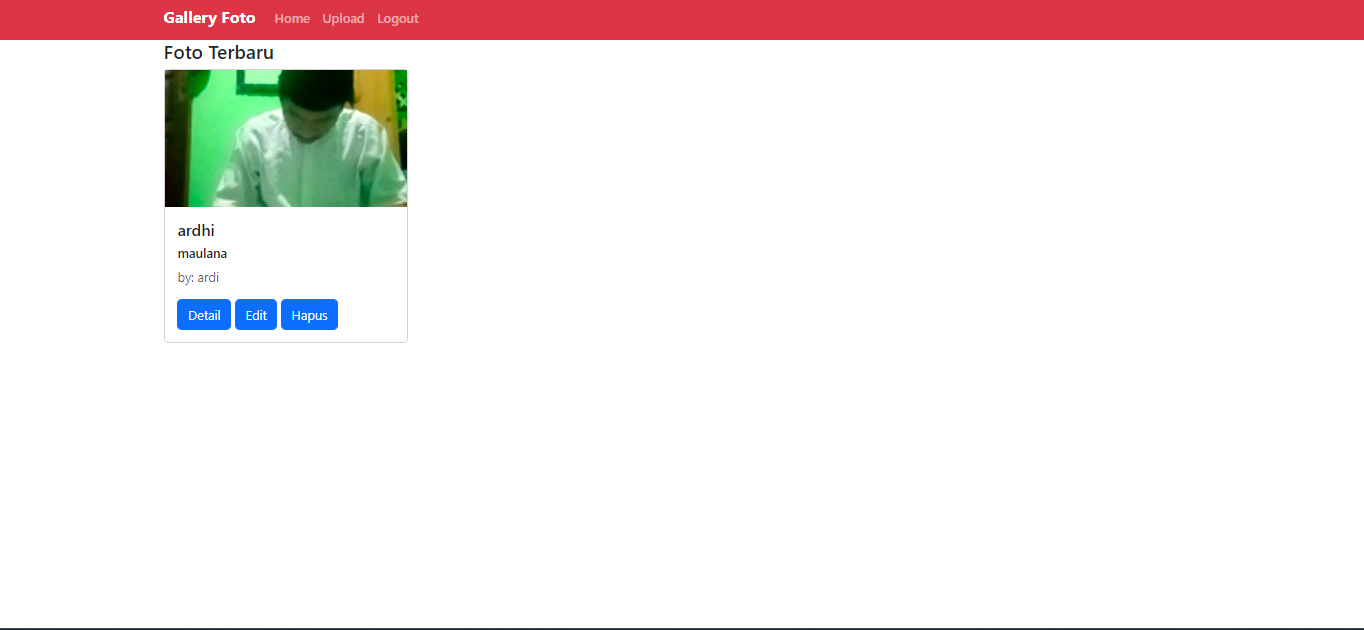 Gallery Foto Home Upload Logout
Foto Terbaru
ardhi
maulana
by: ardi
Detail Edit Hapus